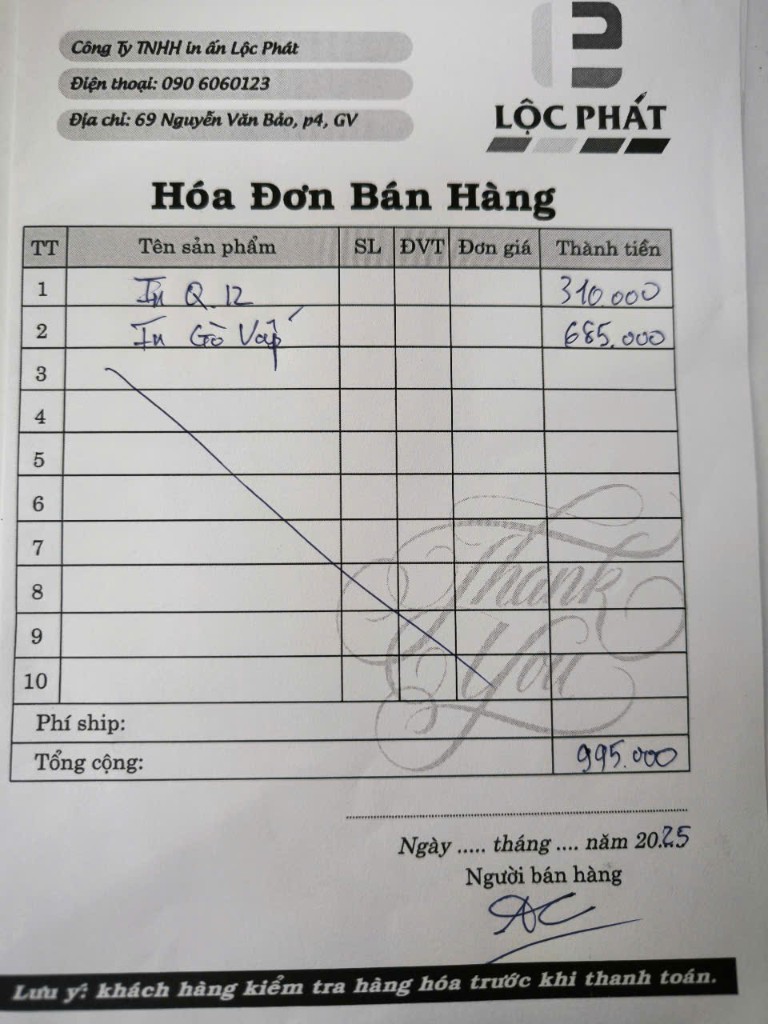 Công Ty TNHH in ấn Lộc Phát
Điện thoại: 090 6060123
Địa chỉ: 69 Nguyễn Văn Bảo, p4, GV
LỘC PHÁT
Hóa Đơn Bán Hàng
TT Tên sản phẩm SL ĐVT Đơn giá Thành tiền
1 In Q.12 310.000
2 In Gò Vấp 685.000
3
4
5
6
7
8
9
10
Thank You
Phí ship:
Tổng cộng: 995.000
Ngày ..... tháng .... năm 2025
Người bán hàng
Lưu ý: khách hàng kiểm tra hàng hóa trước khi thanh toán.